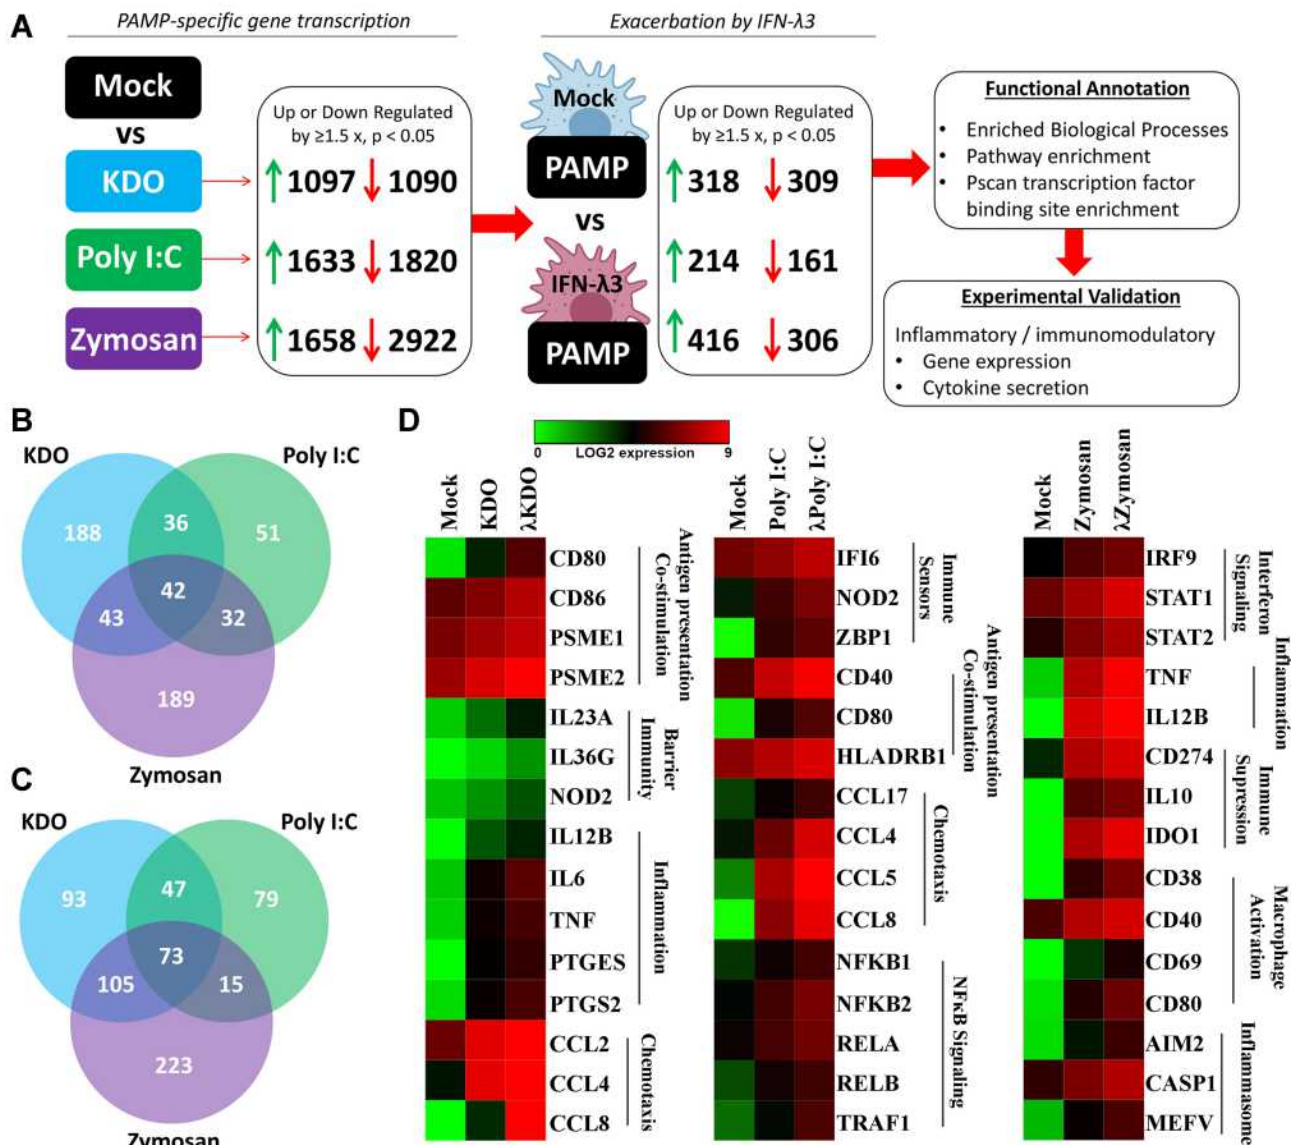 A
PAMP-specific gene transcription
Exacerbation by IFN-λ3
Mock
vs
KDO
Poly I:C
Zymosan
Up or Down Regulated
by ≥1.5 x, p < 0.05
1097 1090
1633 1820
1658 2922
Mock
PAMP
vs
IFN-λ3
PAMP
Up or Down Regulated
by ≥1.5 x, p < 0.05
318 309
214 161
416 306
Functional Annotation
• Enriched Biological Processes
• Pathway enrichment
• Pscan transcription factor
binding site enrichment
Experimental Validation
Inflammatory / immunomodulatory
• Gene expression
• Cytokine secretion
B
KDO
Poly I:C
188
36
51
42
43
32
189
Zymosan
C
KDO
Poly I:C
93
47
79
73
105
15
223
Zymosan
D
0 LOG2 expression 9
Mock
KDO
λKDO
CD80
CD86
PSME1
PSME2
IL23A
IL36G
NOD2
IL12B
IL6
TNF
PTGES
PTGS2
CCL2
CCL4
CCL8
Antigen presentation
Co-stimulation
Barrier
Immunity
Inflammation
Chemotaxis
Mock
Poly I:C
λPoly I:C
IFI6
NOD2
ZBP1
CD40
CD80
HLADRB1
CCL17
CCL4
CCL5
CCL8
NFKB1
NFKB2
RELA
RELB
TRAF1
Immune
Sensors
Antigen presentation
Co-stimulation
Chemotaxis
NFκB Signaling
Mock
Zymosan
λZymosan
IRF9
STAT1
STAT2
TNF
IL12B
CD274
IL10
IDO1
CD38
CD40
CD69
CD80
AIM2
CASP1
MEFV
Interferon
Signaling
Inflamation
Immune
Supression
Macrophage
Activation
Inflammasome